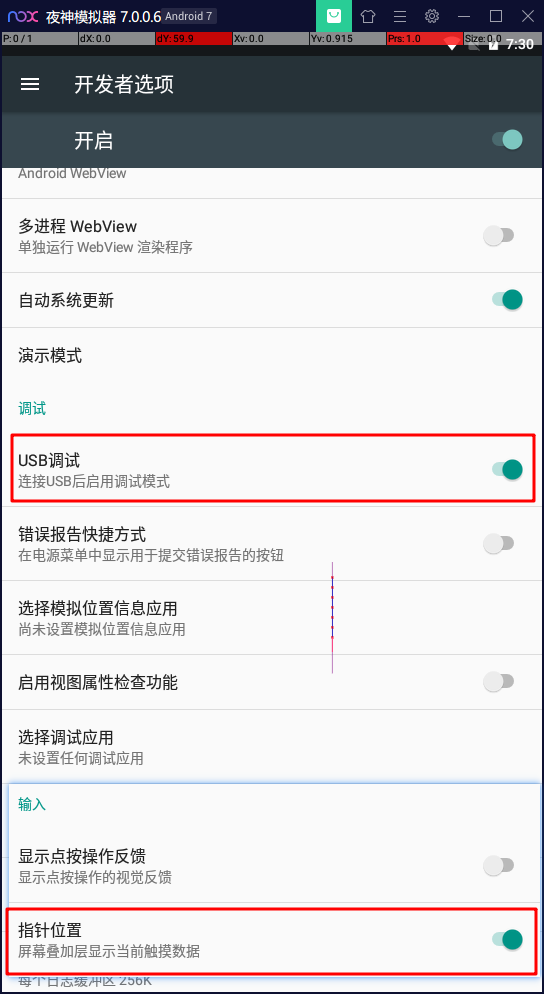 nox 夜神模拟器 7.0.0.6 Android 7
P: 0 / 1 dX: 0.0 dY: 59.9 Xv: 0.0 Yv: 0.915 Prs: 1.0 Size: 0.0
7:30
开发者选项
开启
Android WebView
多进程 WebView
单独运行 WebView 渲染程序
自动系统更新
演示模式
调试
USB调试
连接USB后启用调试模式
错误报告快捷方式
在电源菜单中显示用于提交错误报告的按钮
选择模拟位置信息应用
尚未设置模拟位置信息应用
启用视图属性检查功能
选择调试应用
未设置任何调试应用
输入
显示点按操作反馈
显示点按操作的视觉反馈
指针位置
屏幕叠加层显示当前触摸数据
每个日志缓冲区 256K